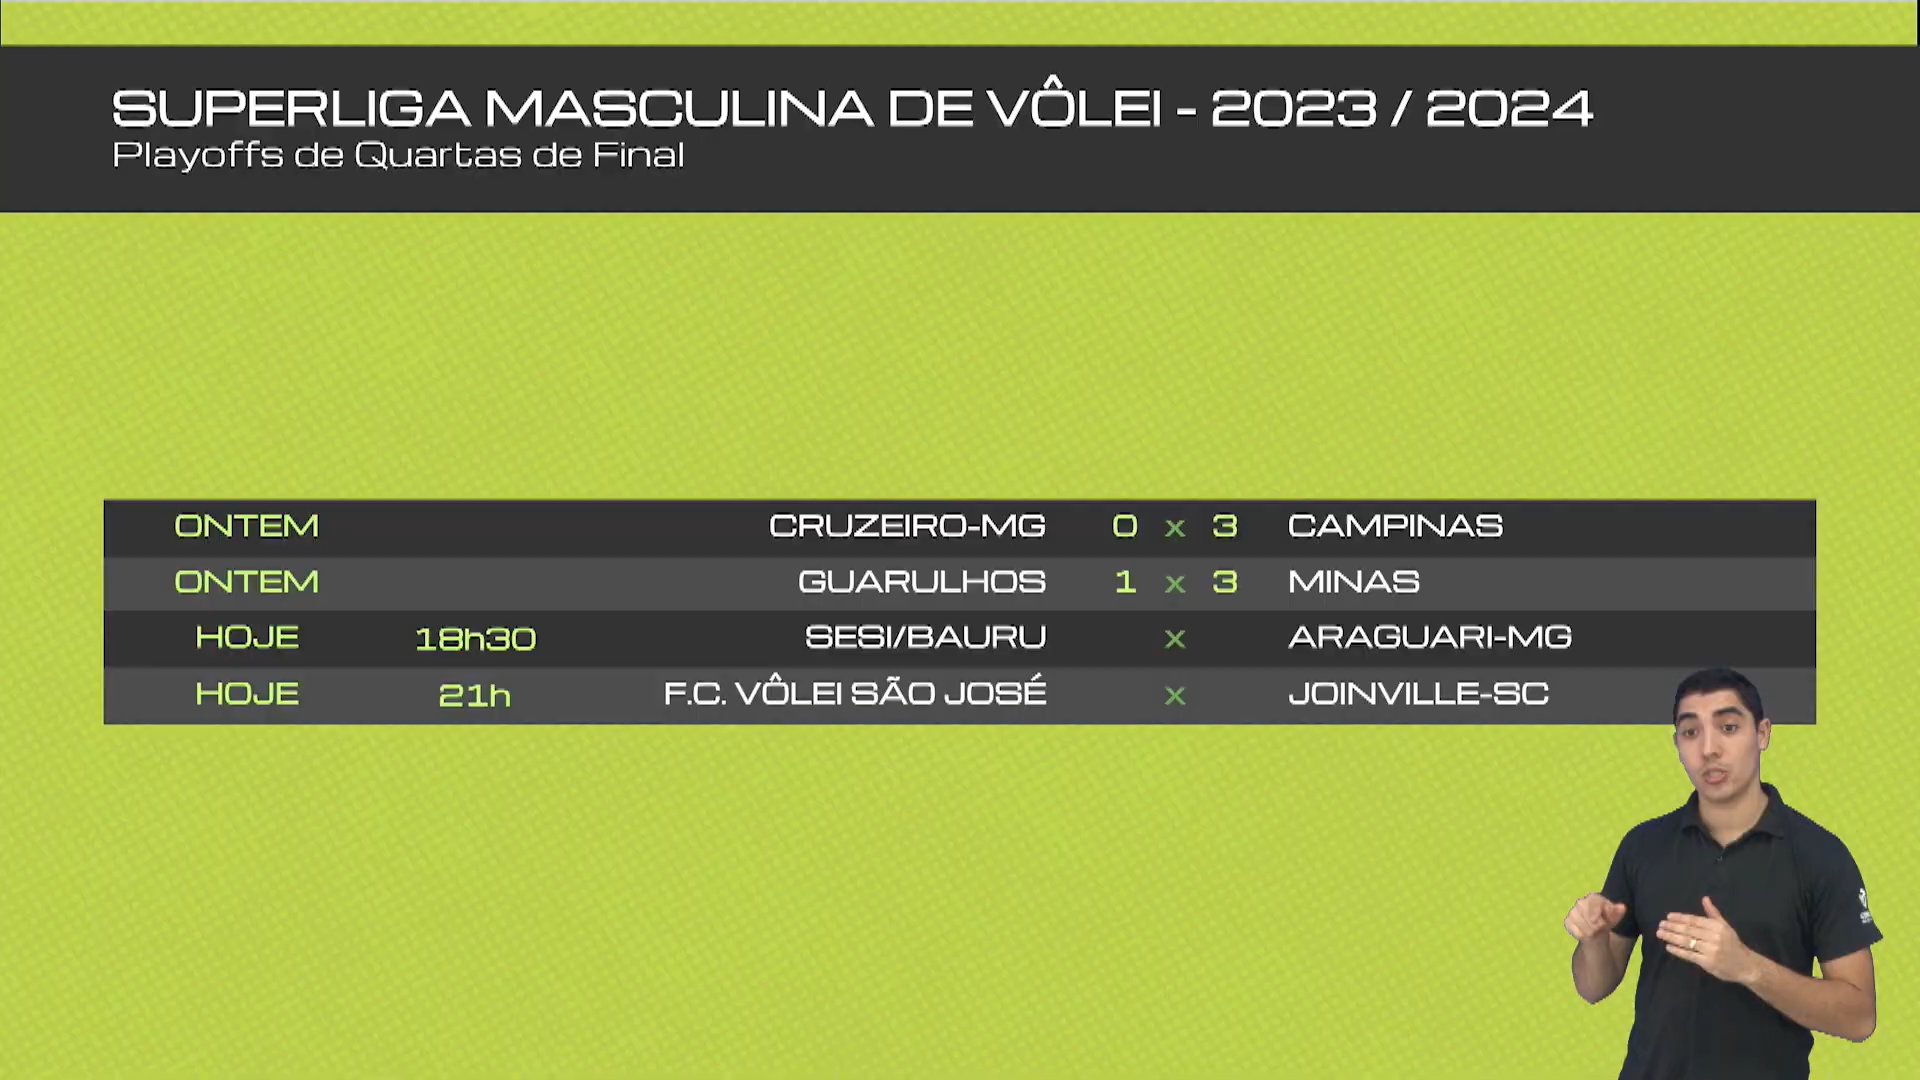 SUPERLIGA MASCULINA DE VÔLEI - 2023 / 2024
Playoffs de Quartas de Final
ONTEM CRUZEIRO-MG 0 x 3 CAMPINAS
ONTEM GUARULHOS 1 x 3 MINAS
HOJE 18h30 SESI/BAURU x ARAGUARI-MG
HOJE 21h F.C. VÔLEI SÃO JOSÉ x JOINVILLE-SC